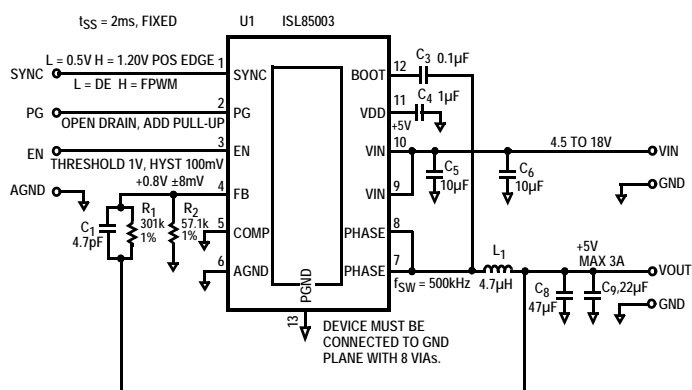 tSS = 2ms, FIXED
U1 ISL85003
C3 0.1µF
L = 0.5V H = 1.20V POS EDGE
SYNC
1
SYNC
BOOT
12
L = DE H = FPWM
C4 1µF
PG
2
PG
VDD
11
OPEN DRAIN, ADD PULL-UP
+5V
EN
3
EN
VIN
10
4.5 TO 18V
VIN
THRESHOLD 1V, HYST 100mV
C5
10µF
C6
10µF
+0.8V ±8mV
GND
AGND
4
FB
VIN
9
C1
4.7pF
R1
301k
1%
R2
57.1k
1%
5
COMP
PHASE
8
L1
+5V
MAX 3A
6
AGND
PHASE
7
VOUT
fSW = 500kHz
4.7µH
C8
47µF
C9,22µF
PGND
GND
13
DEVICE MUST BE
CONNECTED TO GND
PLANE WITH 8 VIAs.